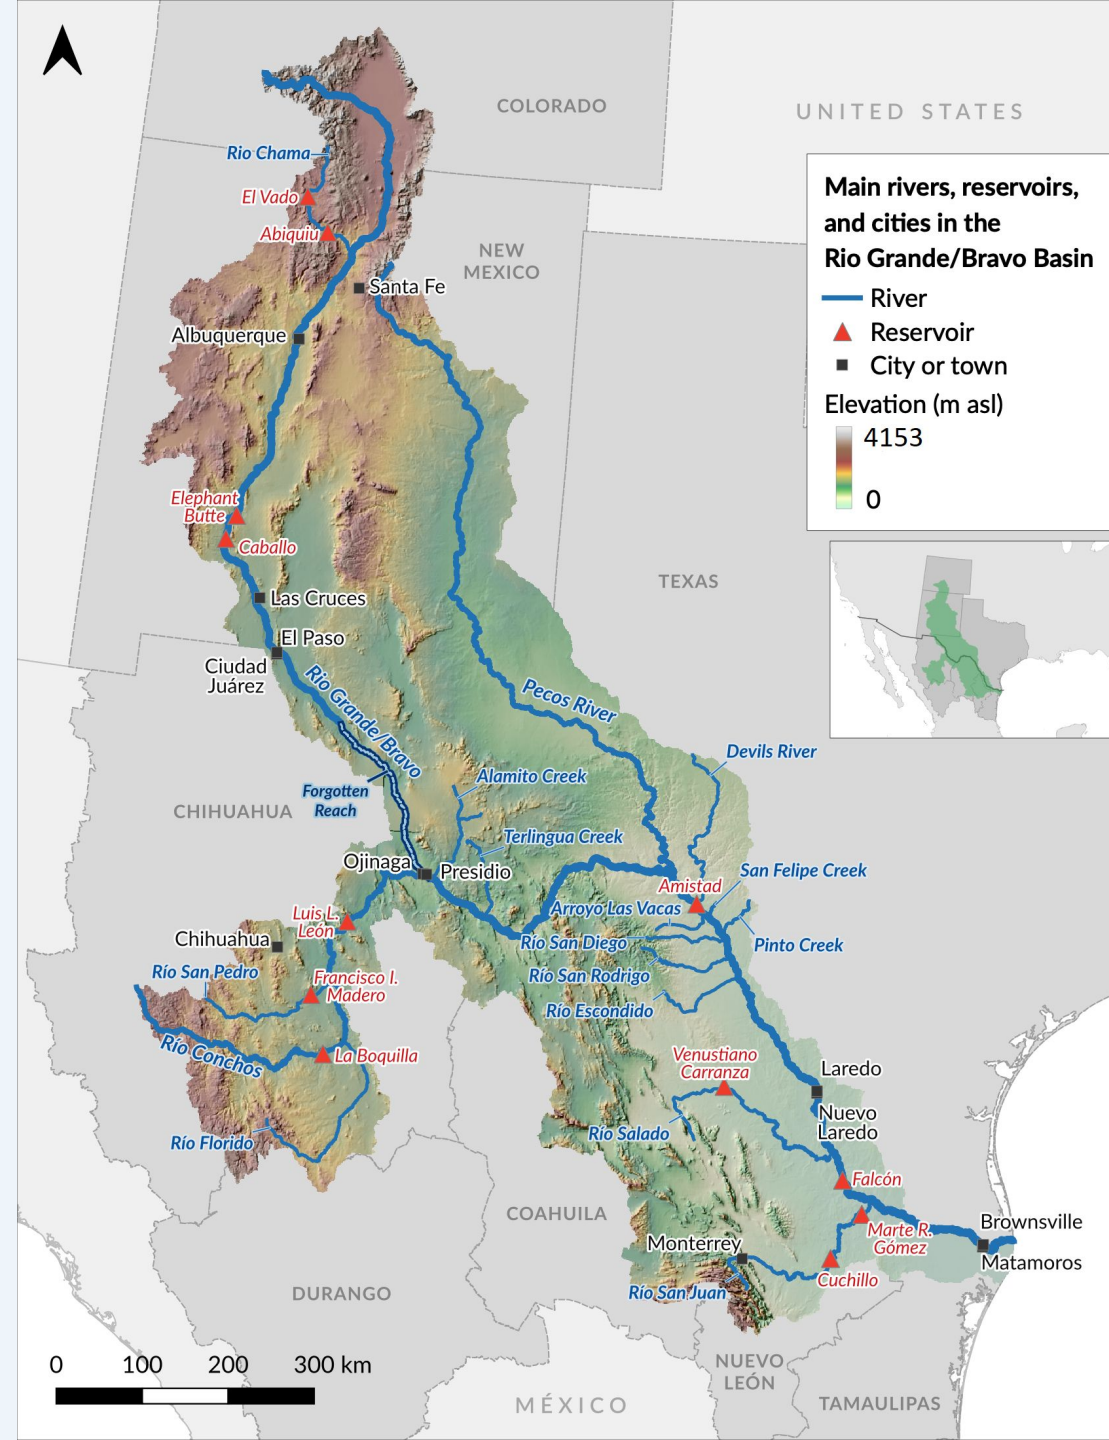 COLORADO
UNITED STATES
Rio Chama
El Vado
Abiquiu
NEW
MEXICO
Santa Fe
Albuquerque
Main rivers, reservoirs,
and cities in the
Rio Grande/Bravo Basin
River
Reservoir
City or town
Elevation (m asl)
4153
0
Elephant
Butte
Caballo
Las Cruces
TEXAS
El Paso
Ciudad
Juárez
Rio Grande/Bravo
Pecos River
Devils River
Forgotten
Reach
Alamito Creek
CHIHUAHUA
Terlingua Creek
Ojinaga
Presidio
San Felipe Creek
Amistad
Arroyo Las Vacas
Luis L.
León
Chihuahua
Río San Diego
Pinto Creek
Río San Pedro
Francisco I.
Madero
Río San Rodrigo
Río Escondido
Río Conchos
La Boquilla
Venustiano
Carranza
Laredo
Nuevo
Laredo
Río Florido
Río Salado
Falcón
COAHUILA
Marte R.
Gómez
Brownsville
Matamoros
Monterrey
Cuchillo
Río San Juan
DURANGO
0 100 200 300 km
NUEVO
LEÓN
MÉXICO
TAMAULIPAS